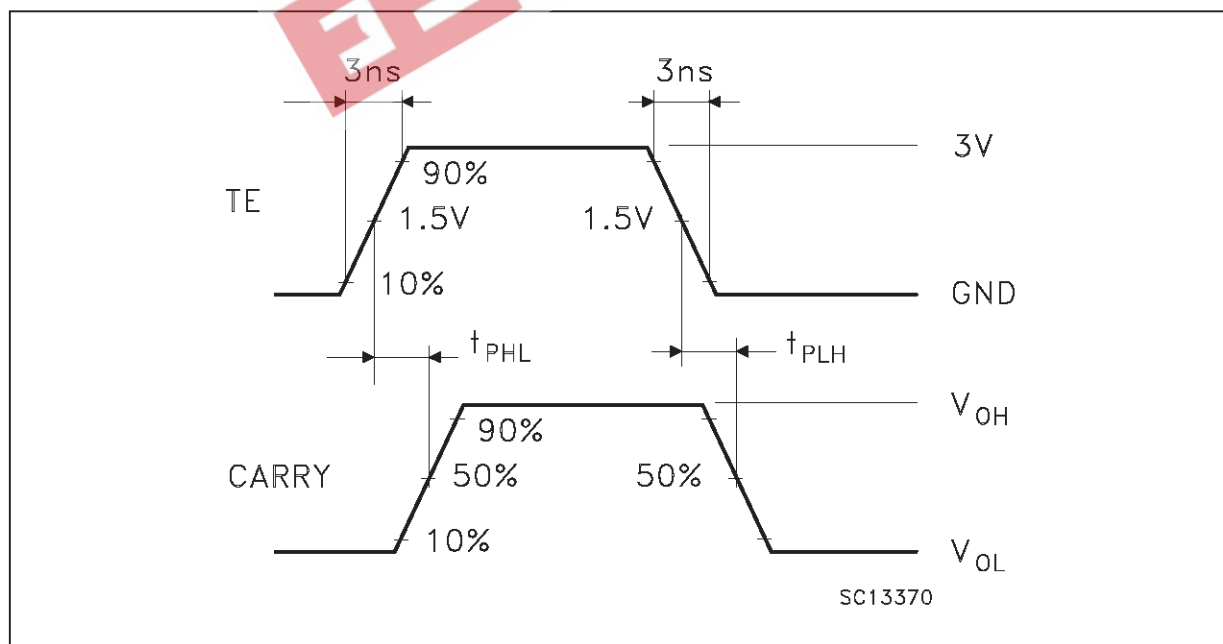 3ns 3ns
3V
90%
TE
1.5V 1.5V
10%
GND
tPHL tPLH
VOH
90%
CARRY 50% 50%
10%
VOL
SC13370